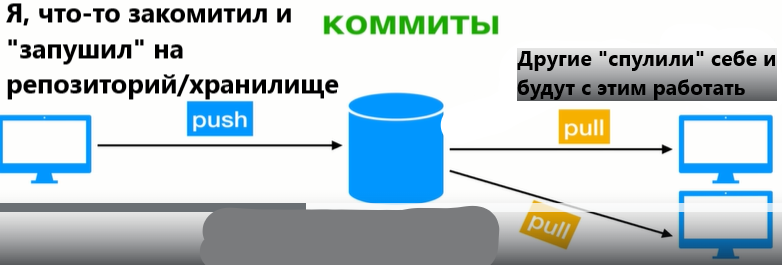 Я, что-то закомитил и
"запушил" на
репозиторий/хранилище
КОММИТЫ
Другие "спулили" себе и
будут с этим работать
push
pull
pull